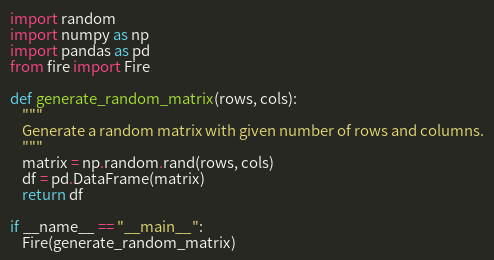 import random
import numpy as np
import pandas as pd
from fire import Fire

def generate_random_matrix(rows, cols):
    """
    Generate a random matrix with given number of rows and columns.
    """
    matrix = np.random.rand(rows, cols)
    df = pd.DataFrame(matrix)
    return df

if __name__ == "__main__":
    Fire(generate_random_matrix)